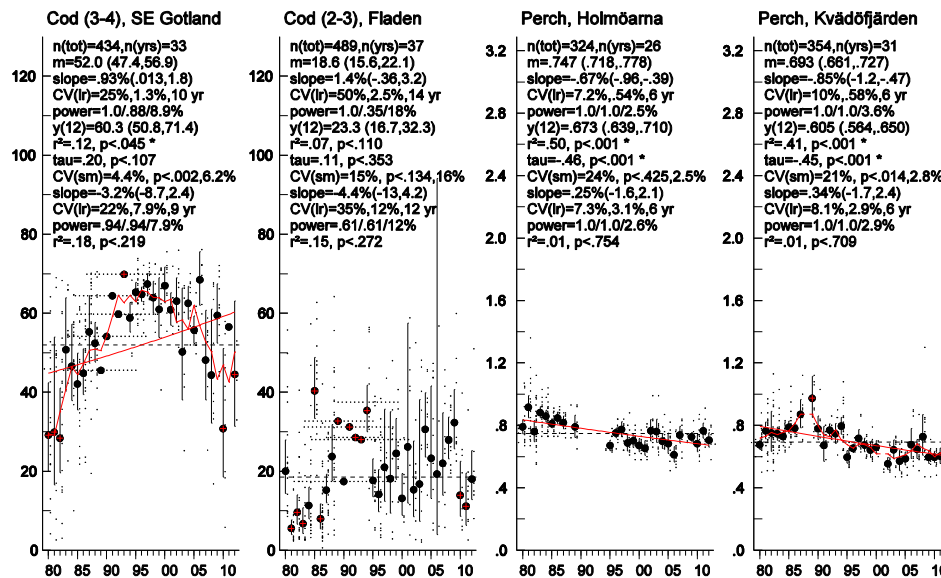 Cod (3-4), SE Gotland
n(tot)=434,n(yrs)=33
m=52.0 (47.4,56.9)
slope=.93%(.013,1.8)
CV(lr)=25%,1.3%,10 yr
power=1.0/.88/8.9%
y(12)=60.3 (50.8,71.4)
r²=.12, p<.045 *
tau=.20, p<.107
CV(sm)=4.4%, p<.002,6.2%
slope=-3.2%(-8.7,2.4)
CV(lr)=22%,7.9%,9 yr
power=.94/.94/7.9%
r²=.18, p<.219
120
100
80
60
40
20
0
80 85 90 95 00 05 10
Cod (2-3), Fladen
n(tot)=489,n(yrs)=37
m=18.6 (15.6,22.1)
slope=1.4%(-.36,3.2)
CV(lr)=50%,2.5%,14 yr
power=1.0/.35/18%
y(12)=23.3 (16.7,32.3)
r²=.07, p<.110
tau=.11, p<.353
CV(sm)=15%, p<.134,16%
slope=-4.4%(-13,4.2)
CV(lr)=35%,12%,12 yr
power=.61/.61/12%
r²=.15, p<.272
120
100
80
60
40
20
0
80 85 90 95 00 05 10
Perch, Holmöarna
n(tot)=324,n(yrs)=26
m=.747 (.718,.778)
slope=-.67%(-.96,-.39)
CV(lr)=7.2%,.54%,6 yr
power=1.0/1.0/2.5%
y(12)=.673 (.639,.710)
r²=.50, p<.001 *
tau=-.46, p<.001 *
CV(sm)=24%, p<.425,2.5%
slope=.25%(-1.6,2.1)
CV(lr)=7.3%,3.1%,6 yr
power=1.0/1.0/2.6%
r²=.01, p<.754
3.2
2.8
2.4
2.0
1.6
1.2
.8
.4
.0
80 85 90 95 00 05 10
Perch, Kvädöfjärden
n(tot)=354,n(yrs)=31
m=.693 (.661,.727)
slope=-.85%(-1.2,-.47)
CV(lr)=10%,.58%,6 yr
power=1.0/1.0/3.6%
y(12)=.605 (.564,.650)
r²=.41, p<.001 *
tau=-.45, p<.001 *
CV(sm)=21%, p<.014,2.8%
slope=.34%(-1.7,2.4)
CV(lr)=8.1%,2.9%,6 yr
power=1.0/1.0/2.9%
r²=.01, p<.709
3.2
2.8
2.4
2.0
1.6
1.2
.8
.4
.0
80 85 90 95 00 05 10